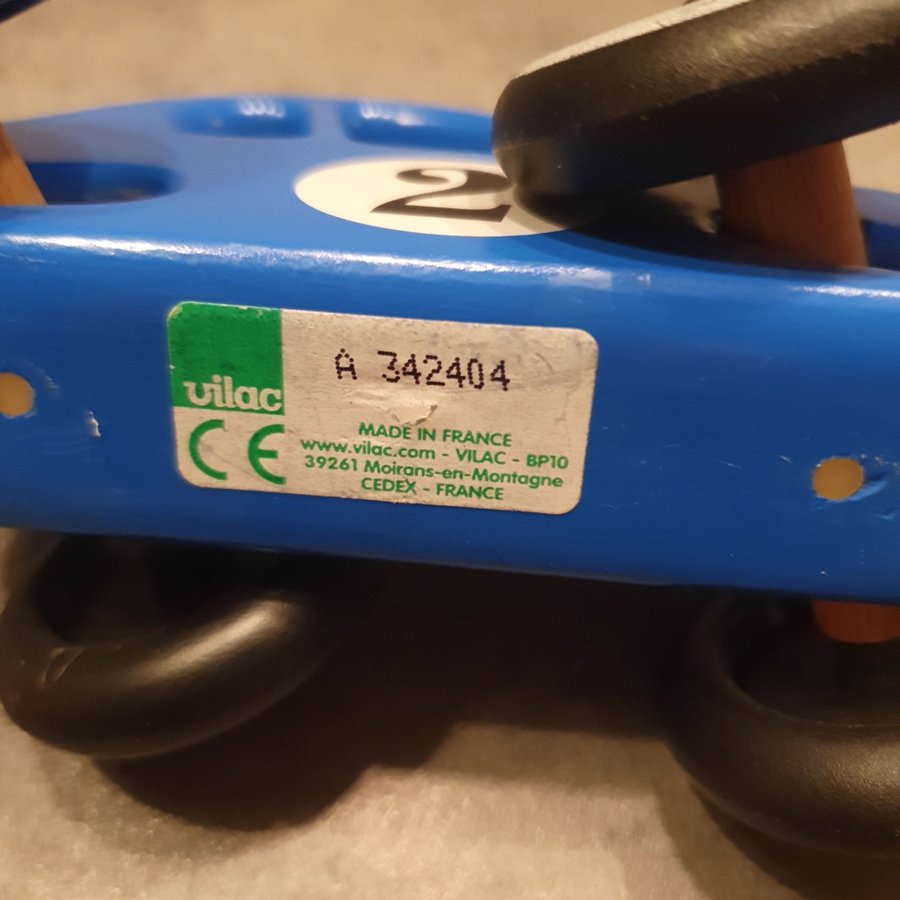 2
vilac
A 342404
CE
MADE IN FRANCE
www.vilac.com - VILAC - BP10
39261 Moirans-en-Montagne
CEDEX - FRANCE